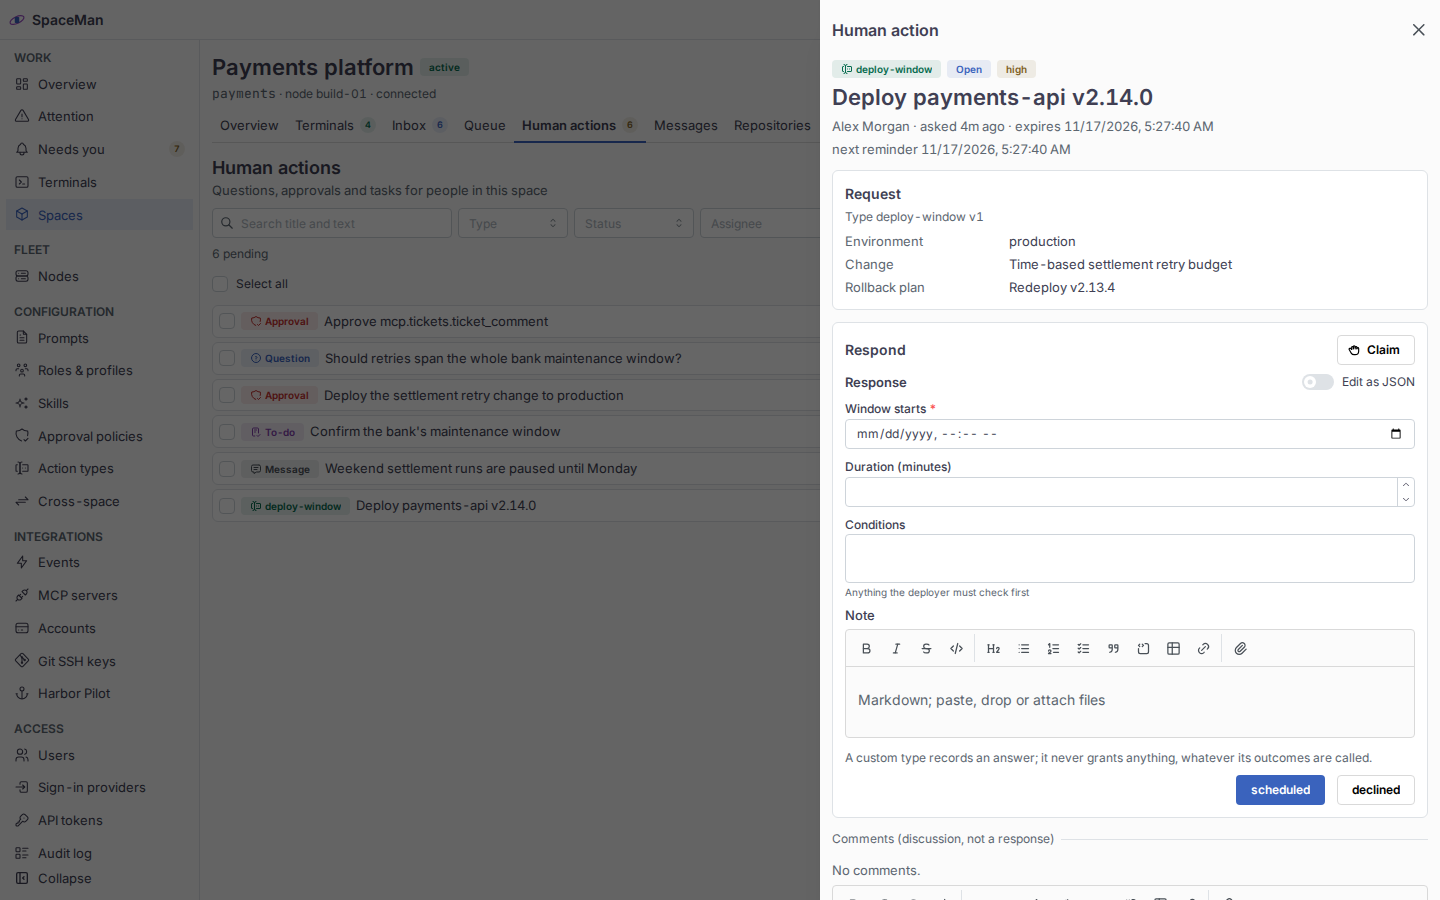 SpaceMan
WORK
Overview
Attention
Needs you 7
Terminals
Spaces
FLEET
Nodes
CONFIGURATION
Prompts
Roles & profiles
Skills
Approval policies
Action types
Cross-space
INTEGRATIONS
Events
MCP servers
Accounts
Git SSH keys
Harbor Pilot
ACCESS
Users
Sign-in providers
API tokens
Audit log
Collapse
Payments platform active
payments · node build-01 · connected
Overview Terminals 4 Inbox 6 Queue Human actions 6 Messages Repositories
Human actions
Questions, approvals and tasks for people in this space
Search title and text Type Status Assignee
6 pending
Select all
Approval Approve mcp.tickets.ticket_comment
Question Should retries span the whole bank maintenance window?
Approval Deploy the settlement retry change to production
To-do Confirm the bank's maintenance window
Message Weekend settlement runs are paused until Monday
deploy-window Deploy payments-api v2.14.0
Human action
deploy-window Open high
Deploy payments-api v2.14.0
Alex Morgan · asked 4m ago · expires 11/17/2026, 5:27:40 AM
next reminder 11/17/2026, 5:27:40 AM
Request
Type deploy-window v1
Environment production
Change Time-based settlement retry budget
Rollback plan Redeploy v2.13.4
Respond Claim
Response Edit as JSON
Window starts *
mm/dd/yyyy, --:-- --
Duration (minutes)
Conditions
Anything the deployer must check first
Note
B I S </> H2
Markdown; paste, drop or attach files
A custom type records an answer; it never grants anything, whatever its outcomes are called.
scheduled declined
Comments (discussion, not a response)
No comments.